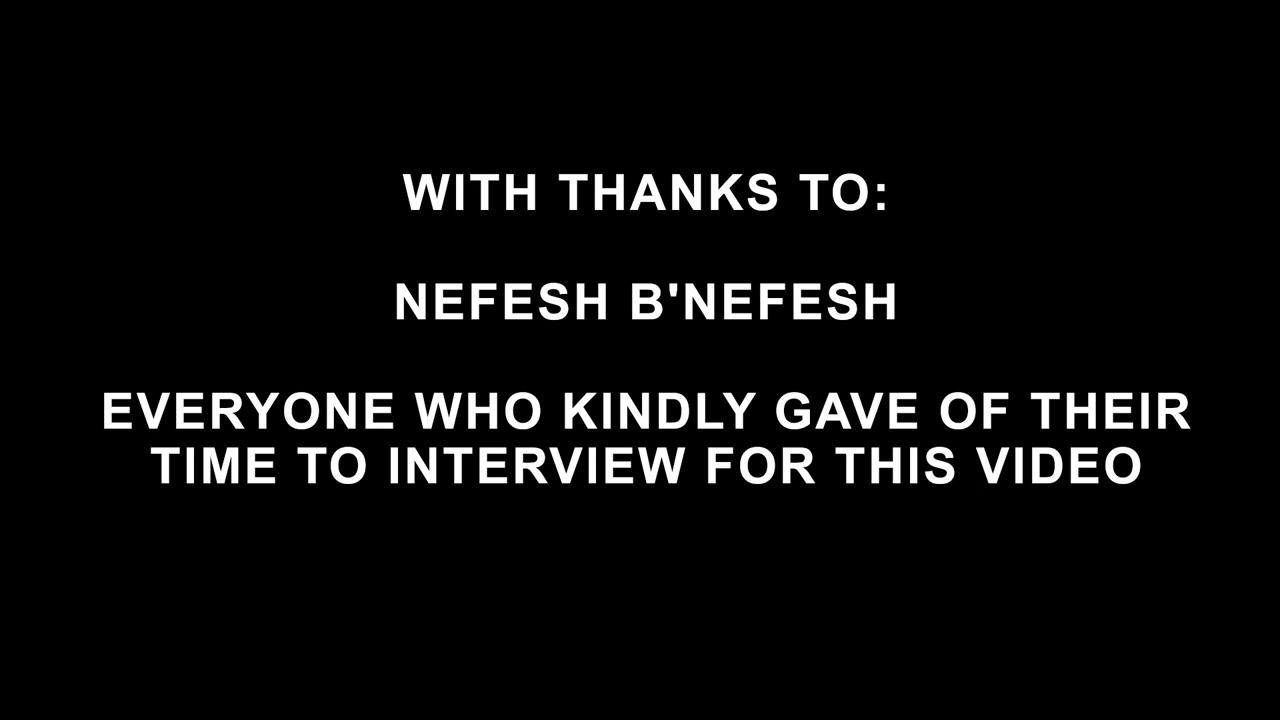 WITH THANKS TO:
NEFESH B'NEFESH
EVERYONE WHO KINDLY GAVE OF THEIR
TIME TO INTERVIEW FOR THIS VIDEO